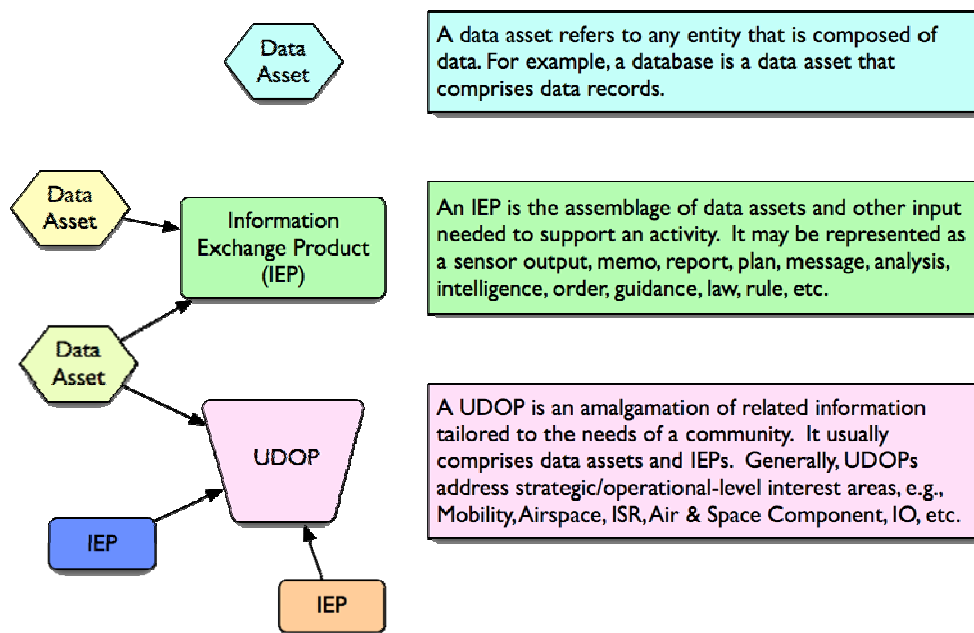 Data
Asset
A data asset refers to any entity that is composed of
data. For example, a database is a data asset that
comprises data records.
Data
Asset
Information
Exchange Product
(IEP)
An IEP is the assemblage of data assets and other input
needed to support an activity. It may be represented as
a sensor output, memo, report, plan, message, analysis,
intelligence, order, guidance, law, rule, etc.
Data
Asset
UDOP
A UDOP is an amalgamation of related information
tailored to the needs of a community. It usually
comprises data assets and IEPs. Generally, UDOPs
address strategic/operational-level interest areas, e.g.,
Mobility, Airspace, ISR, Air & Space Component, IO, etc.
IEP
IEP